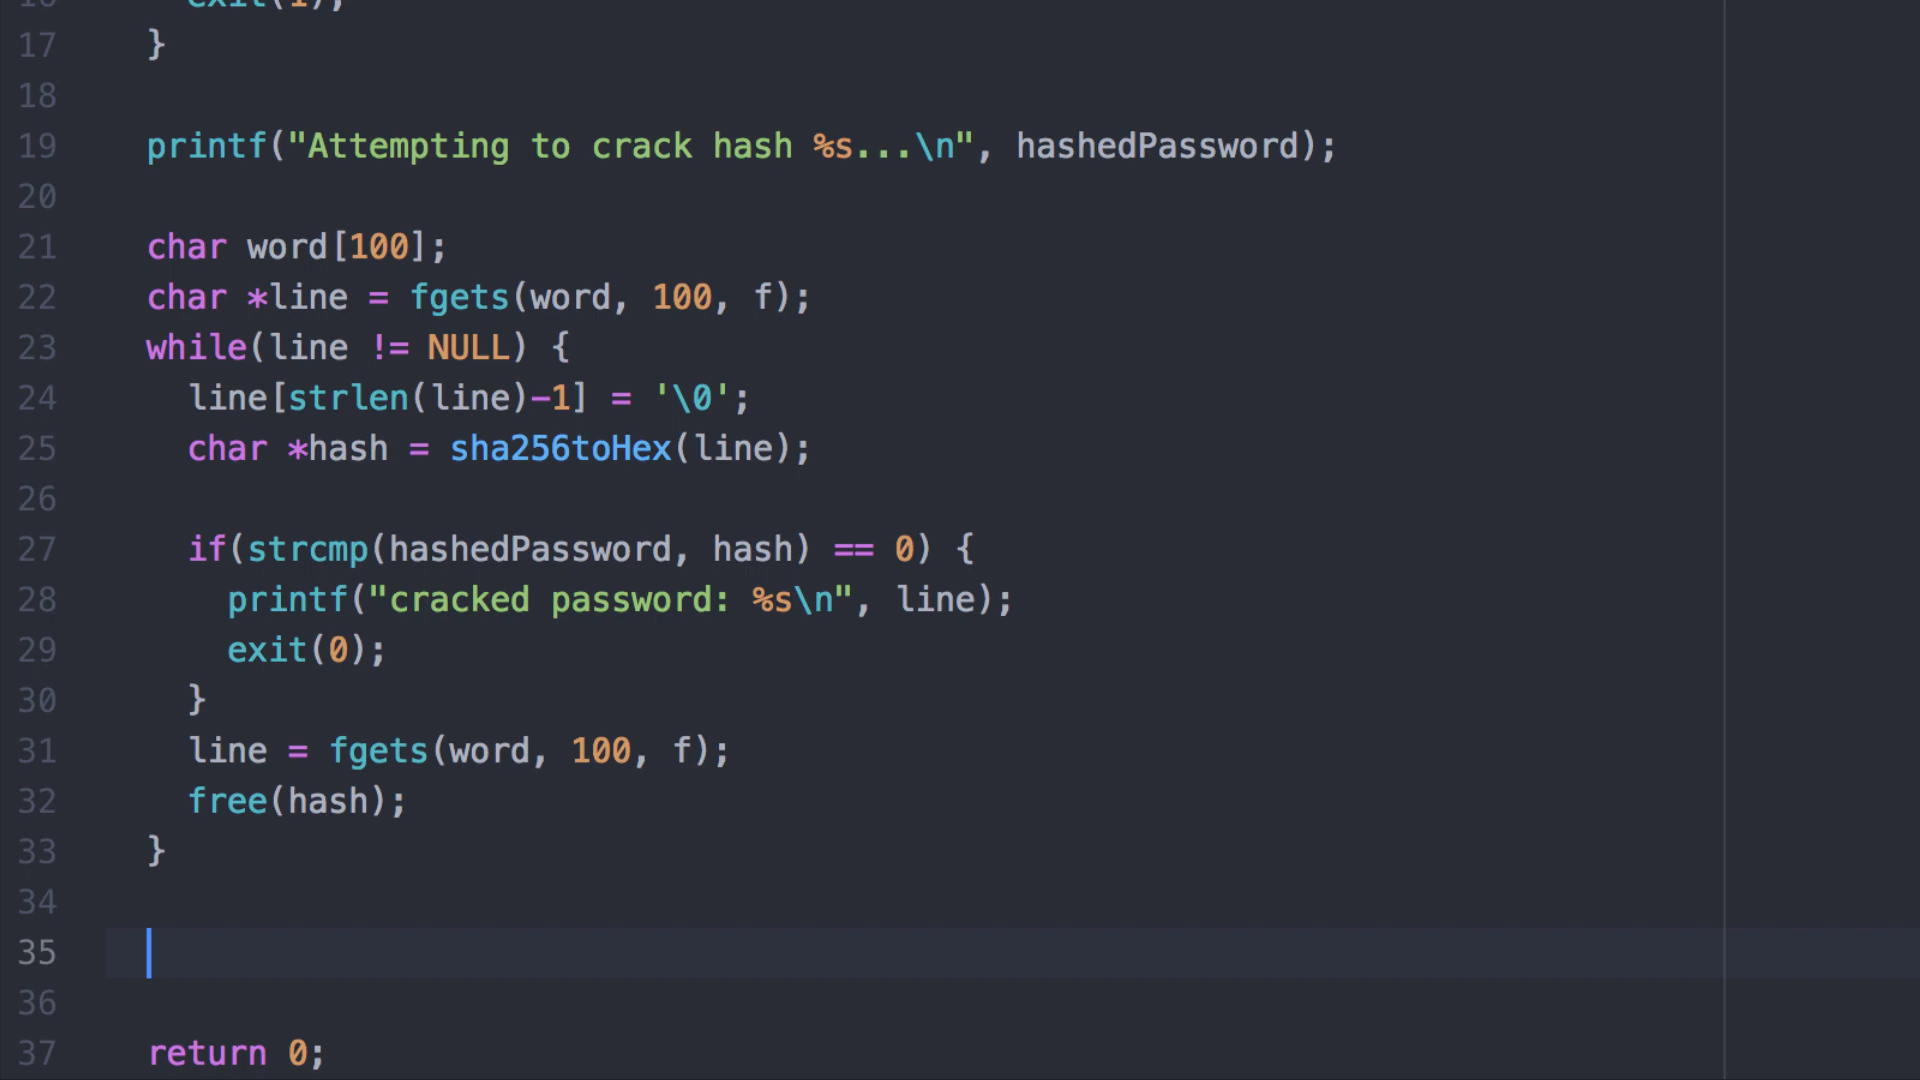 16     exit(1);
17   }
18
19   printf("Attempting to crack hash %s...\n", hashedPassword);
20
21   char word[100];
22   char *line = fgets(word, 100, f);
23   while(line != NULL) {
24     line[strlen(line)-1] = '\0';
25     char *hash = sha256toHex(line);
26
27     if(strcmp(hashedPassword, hash) == 0) {
28       printf("cracked password: %s\n", line);
29       exit(0);
30     }
31     line = fgets(word, 100, f);
32     free(hash);
33   }
34
35
36
37   return 0;